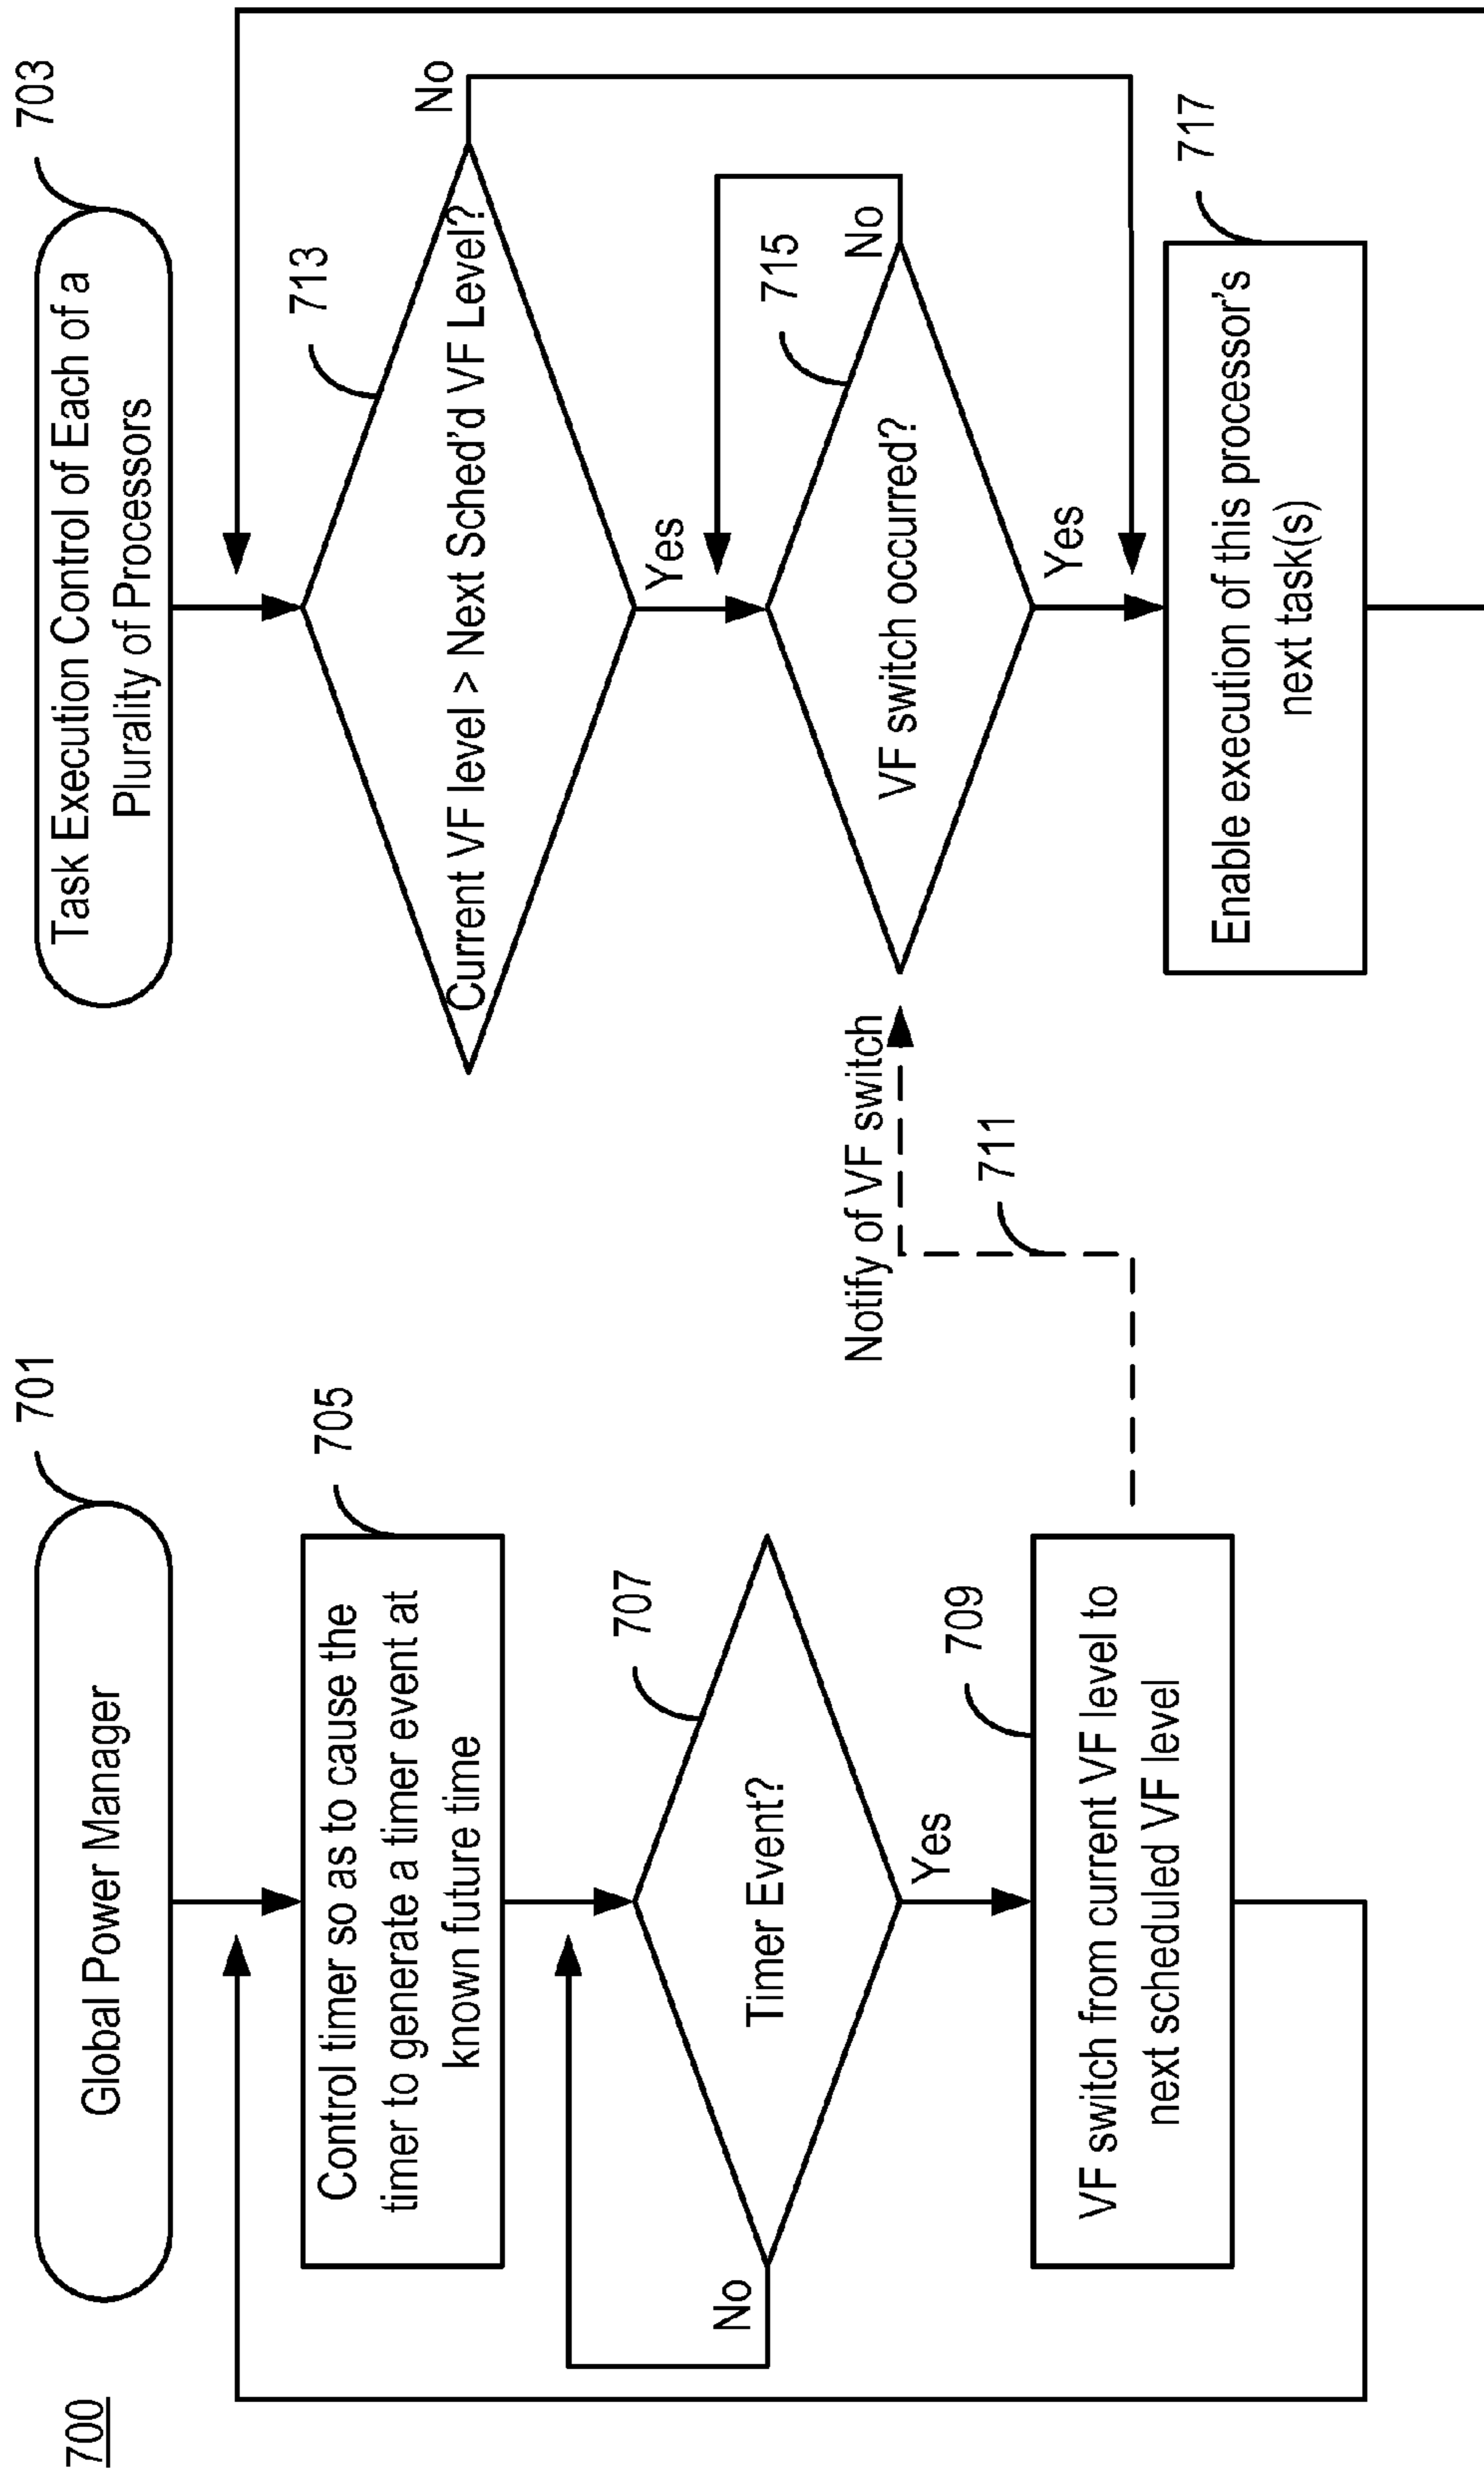 700
701
Global Power Manager
705
Control timer so as to cause the
timer to generate a timer event at
known future time
707
Timer Event?
No
Yes
709
VF switch from current VF level to
next scheduled VF level
Notify of VF switch
711
703
Task Execution Control of Each of a
Plurality of Processors
713
Current VF level > Next Sched'd VF Level?
No
Yes
715
VF switch occurred?
No
Yes
717
Enable execution of this processor's
next task(s)